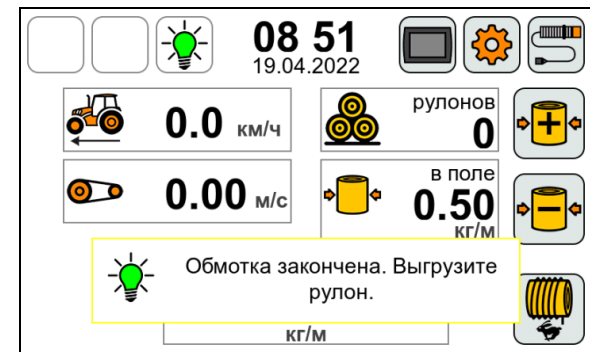 08 51
19.04.2022
0.0 км/ч
рулонов
0
0.00 м/с
в поле
0.50
кг/м
Обмотка закончена. Выгрузите
рулон.
кг/м